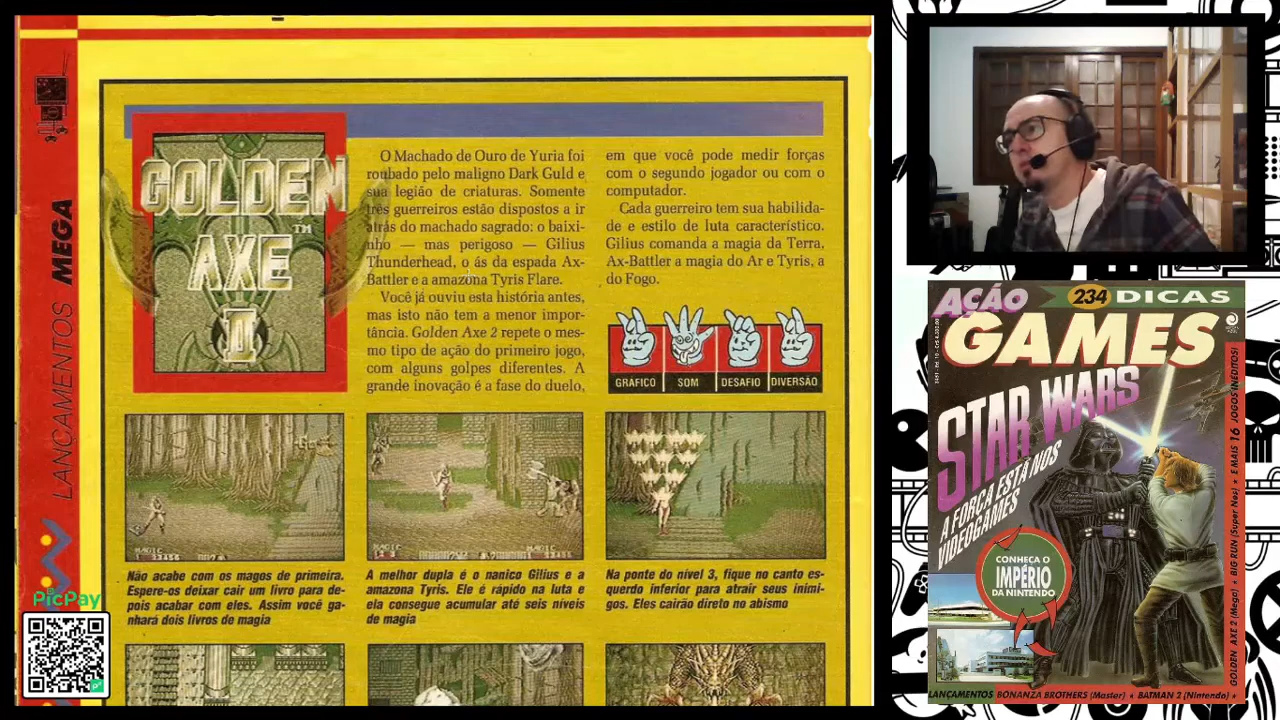 LANÇAMENTOS MEGA
GOLDEN
AXE™
II
O Machado de Ouro de Yuria foi
roubado pelo maligno Dark Guld e
sua legião de criaturas. Somente
três guerreiros estão dispostos a ir
atrás do machado sagrado: o baixi-
nho — mas perigoso — Gilius
Thunderhead, o ás da espada Ax-
Battler e a amazona Tyris Flare.
Você já ouviu esta história antes,
mas isto não tem a menor impor-
tância. Golden Axe 2 repete o mes-
mo tipo de ação do primeiro jogo,
com alguns golpes diferentes. A
grande inovação é a fase do duelo,
em que você pode medir forças
com o segundo jogador ou com o
computador.
Cada guerreiro tem sua habilida-
de e estilo de luta característico.
Gilius comanda a magia da Terra,
Ax-Battler a magia do Ar e Tyris, a
do Fogo.
GRÁFICO SOM DESAFIO DIVERSÃO
MAGIC
MAGIC
Não acabe com os magos de primeira.
Espere-os deixar cair um livro para de-
pois acabar com eles. Assim você ga-
nhará dois livros de magia
A melhor dupla é o nanico Gilius e a
amazona Tyris. Ele é rápido na luta e
ela consegue acumular até seis níveis
de magia
Na ponte do nível 3, fique no canto es-
querdo inferior para atrair seus inimi-
gos. Eles cairão direto no abismo
PicPay
AÇÃO
234 DICAS
GAMES
STAR WARS
A FORÇA ESTÁ NOS
VIDEOGAMES
CONHEÇA O
IMPÉRIO
DA NINTENDO
LANÇAMENTOS BONANZA BROTHERS (Master) • BATMAN 2 (Nintendo) •
GOLDEN AXE 2 (Mega) • BIG RUN (Super Nes) • E MAIS 16 JOGOS INÉDITOS!